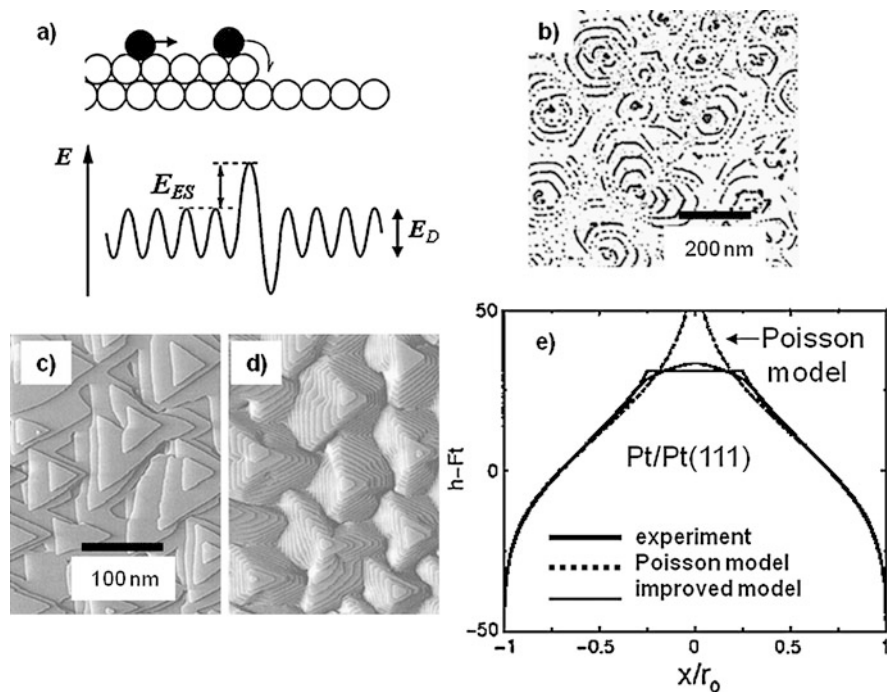 a)
E
E_ES
E_D
b)
200 nm
c)
100 nm
d)
e)
50
0
-50
h-Ft
Poisson
model
Pt/Pt(111)
experiment
Poisson model
improved model
-1
-0.5
0
0.5
1
x/r_o